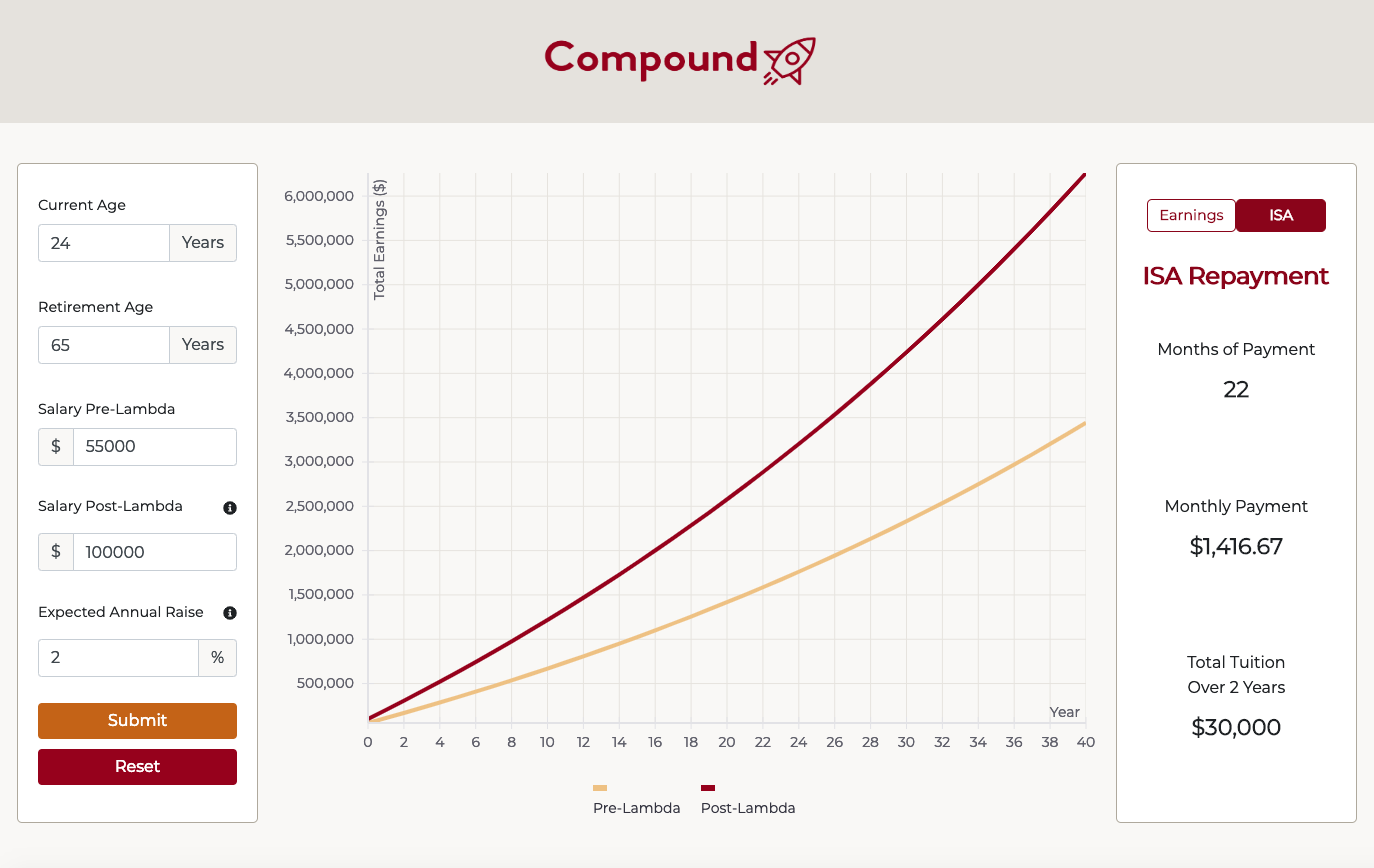 Compound
Current Age
24 Years
Retirement Age
65 Years
Salary Pre-Lambda
$ 55000
Salary Post-Lambda
$ 100000
Expected Annual Raise
2 %
Submit
Reset
Total Earnings ($)
6,000,000
5,500,000
5,000,000
4,500,000
4,000,000
3,500,000
3,000,000
2,500,000
2,000,000
1,500,000
1,000,000
500,000
Year
0 2 4 6 8 10 12 14 16 18 20 22 24 26 28 30 32 34 36 38 40
Pre-Lambda Post-Lambda
Earnings ISA
ISA Repayment
Months of Payment
22
Monthly Payment
$1,416.67
Total Tuition
Over 2 Years
$30,000